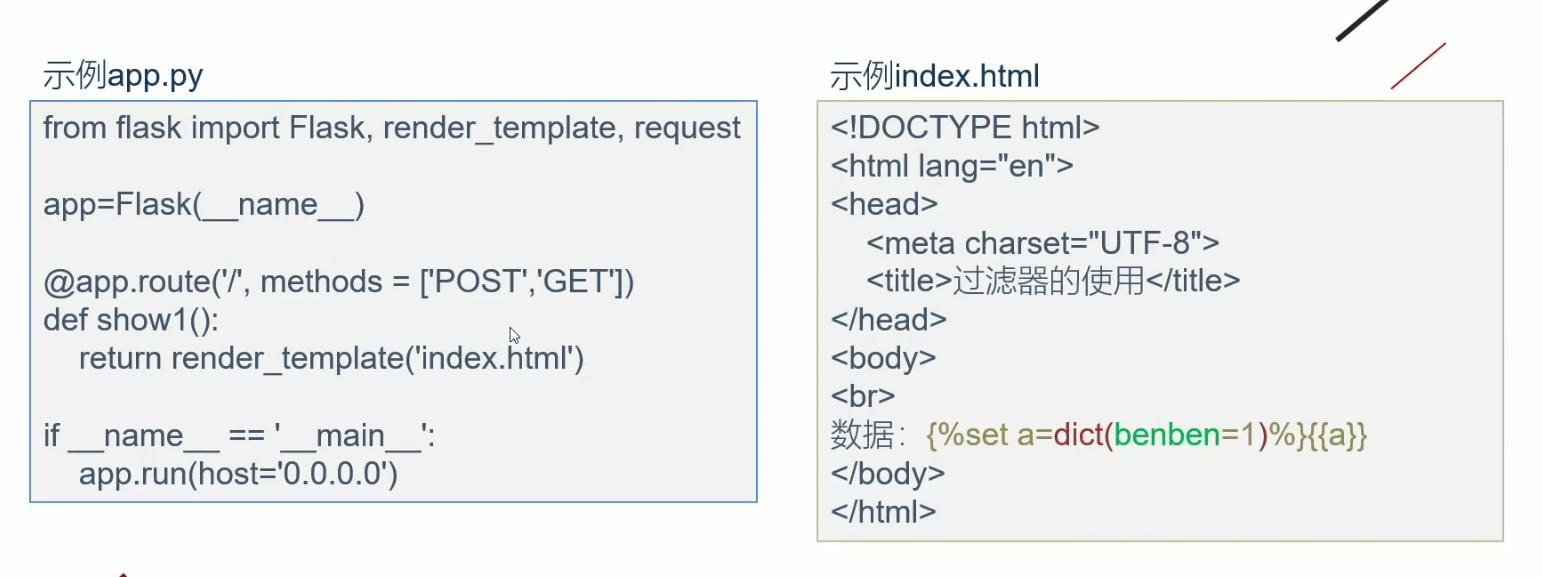 示例app.py
from flask import Flask, render_template, request
app=Flask(__name__)
@app.route('/', methods = ['POST','GET'])
def show1():
    return render_template('index.html')
if __name__ == '__main__':
    app.run(host='0.0.0.0')
示例index.html
<!DOCTYPE html>
<html lang="en">
<head>
    <meta charset="UTF-8">
    <title>过滤器的使用</title>
</head>
<body>
<br>
数据：{%set a=dict(benben=1)%}{{a}}
</body>
</html>